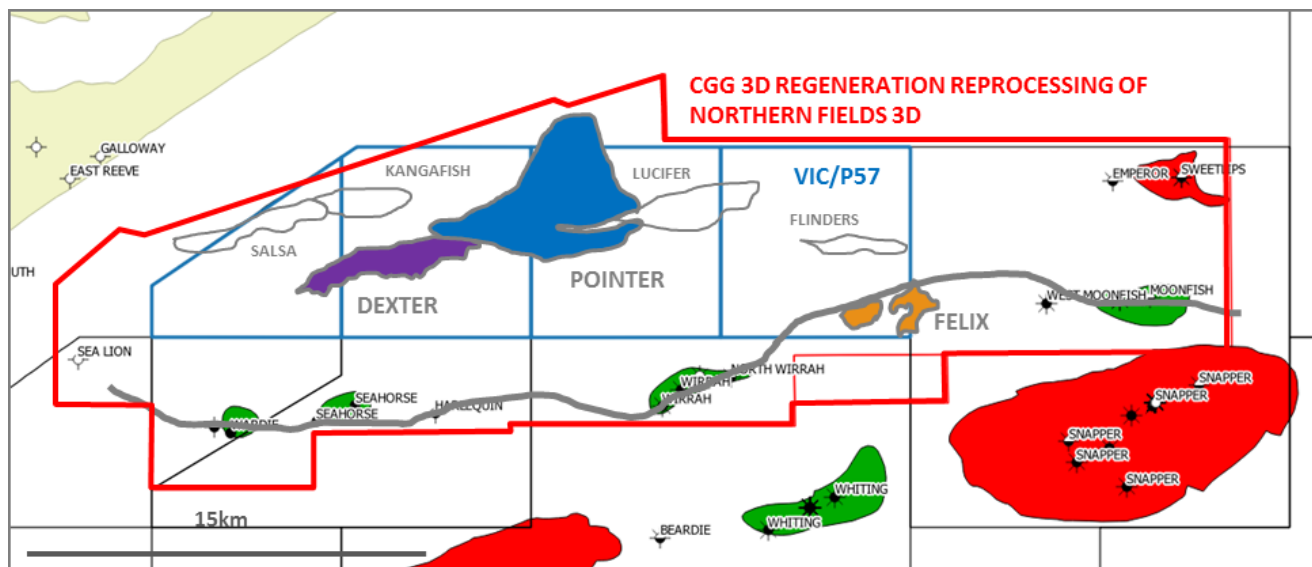 CGG 3D REGENERATION REPROCESSING OF
NORTHERN FIELDS 3D
GALLOWAY
EAST REEVE
KANGAFISH
LUCIFER
VIC/P57
EMPEROR
SWEETLIPS
SALSA
FLINDERS
UTH
DEXTER
POINTER
WEST MOONFISH
MOONFISH
FELIX
SEA LION
NORTH WIRRAH
WIRRAH
WIRRAH
SEAHORSE
SEAHORSE
HARLEQUIN
WARDIE
SNAPPER
SNAPPER
SNAPPER
SNAPPER
SNAPPER
WHITING
WHITING
BEARDIE
15km